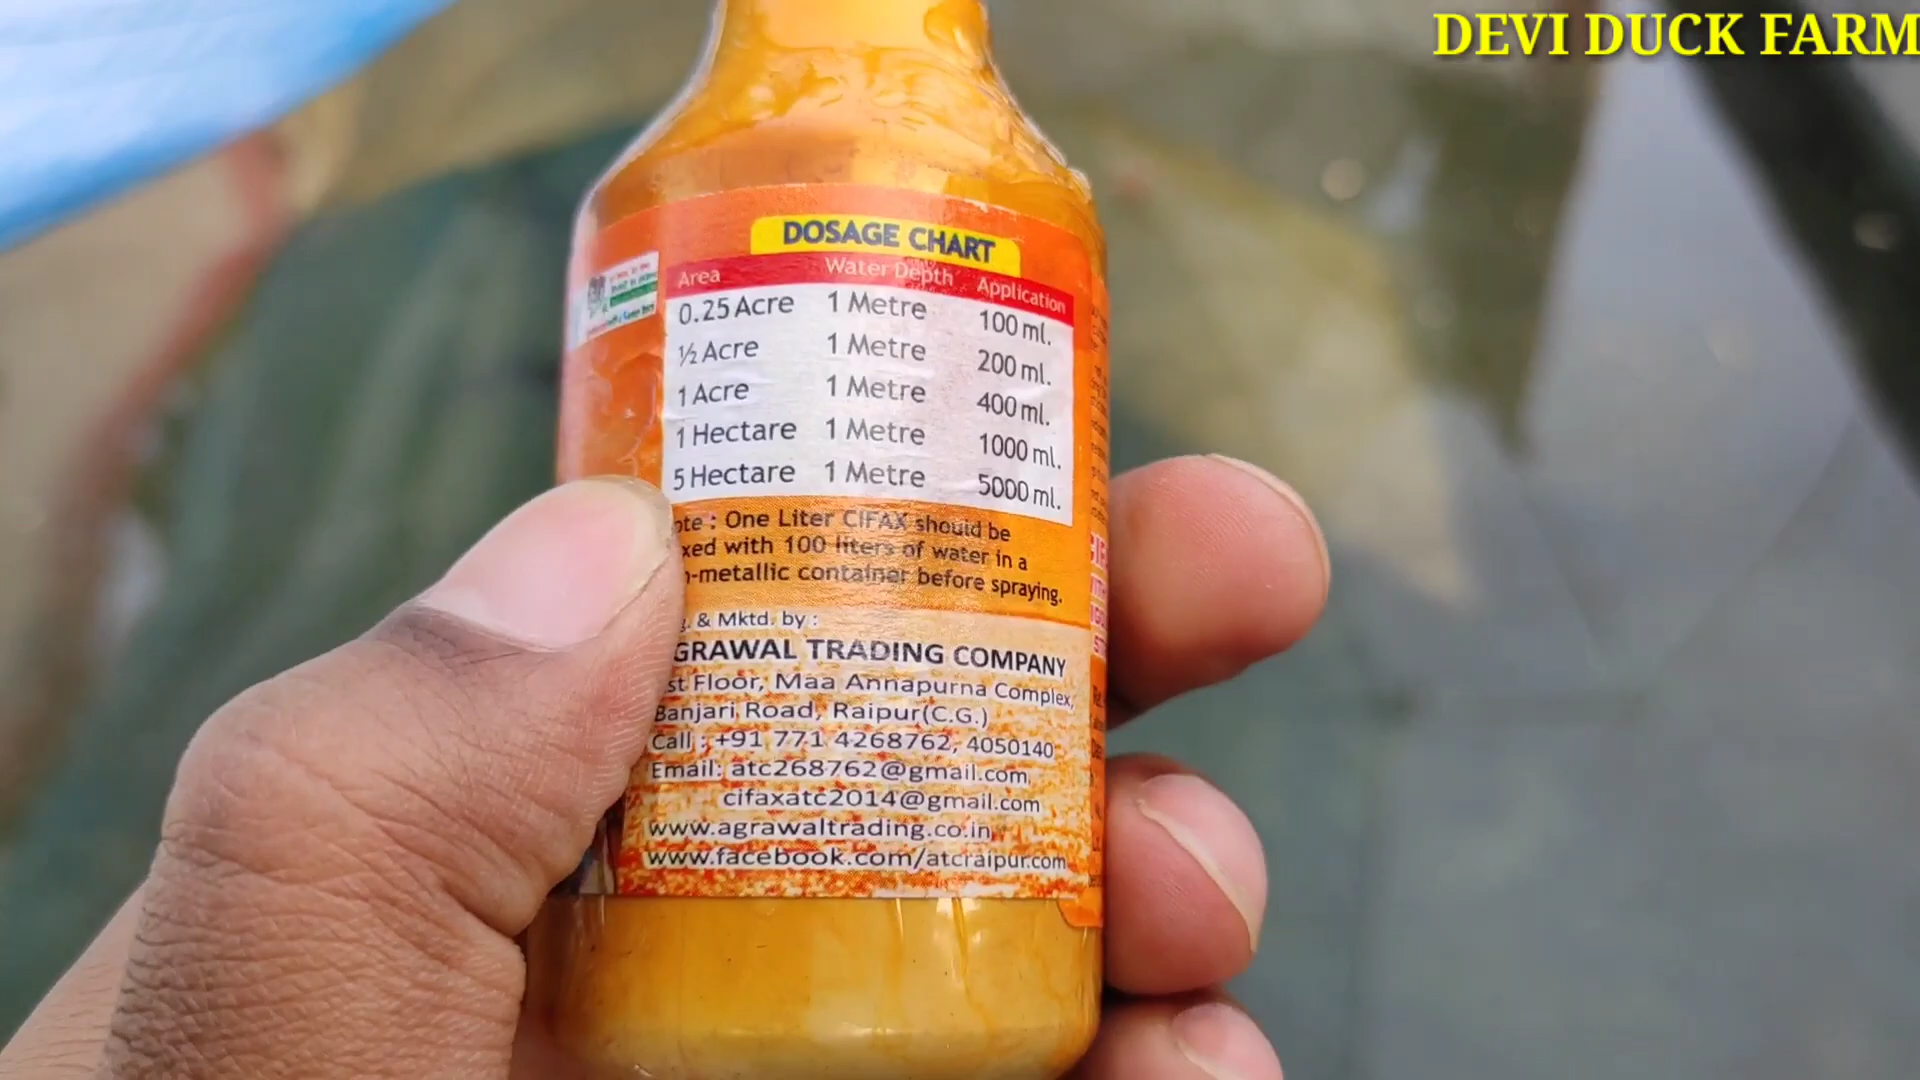 DEVI DUCK FARM
DOSAGE CHART
Area Water Depth Application
0.25 Acre 1 Metre 100 ml.
½ Acre 1 Metre 200 ml.
1 Acre 1 Metre 400 ml.
1 Hectare 1 Metre 1000 ml.
5 Hectare 1 Metre 5000 ml.
ote : One Liter CIFAX should be
xed with 100 liters of water in a
-metallic container before spraying.
. & Mktd. by :
GRAWAL TRADING COMPANY
st Floor, Maa Annapurna Complex,
Banjari Road, Raipur(C.G.)
Call : +91 771 4268762, 4050140
Email: atc268762@gmail.com,
cifaxatc2014@gmail.com
www.agrawaltrading.co.in,
www.facebook.com/atcraipur.com